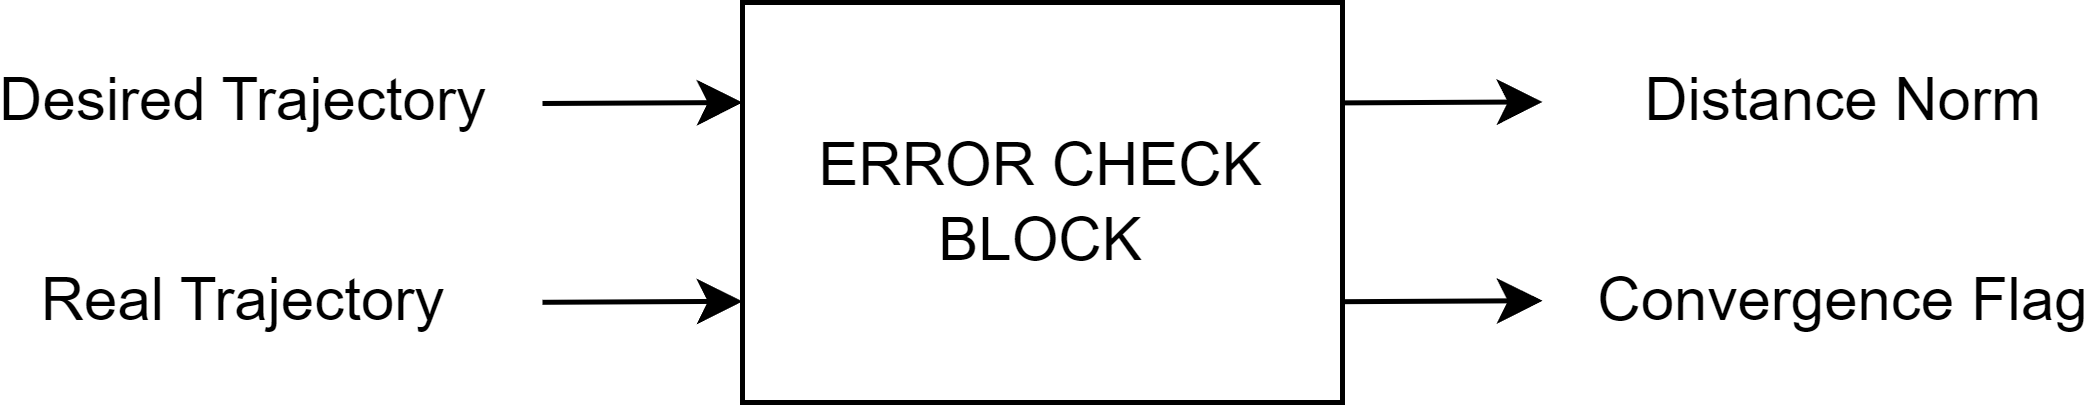 Desired Trajectory
Real Trajectory
ERROR CHECK
BLOCK
Distance Norm
Convergence Flag